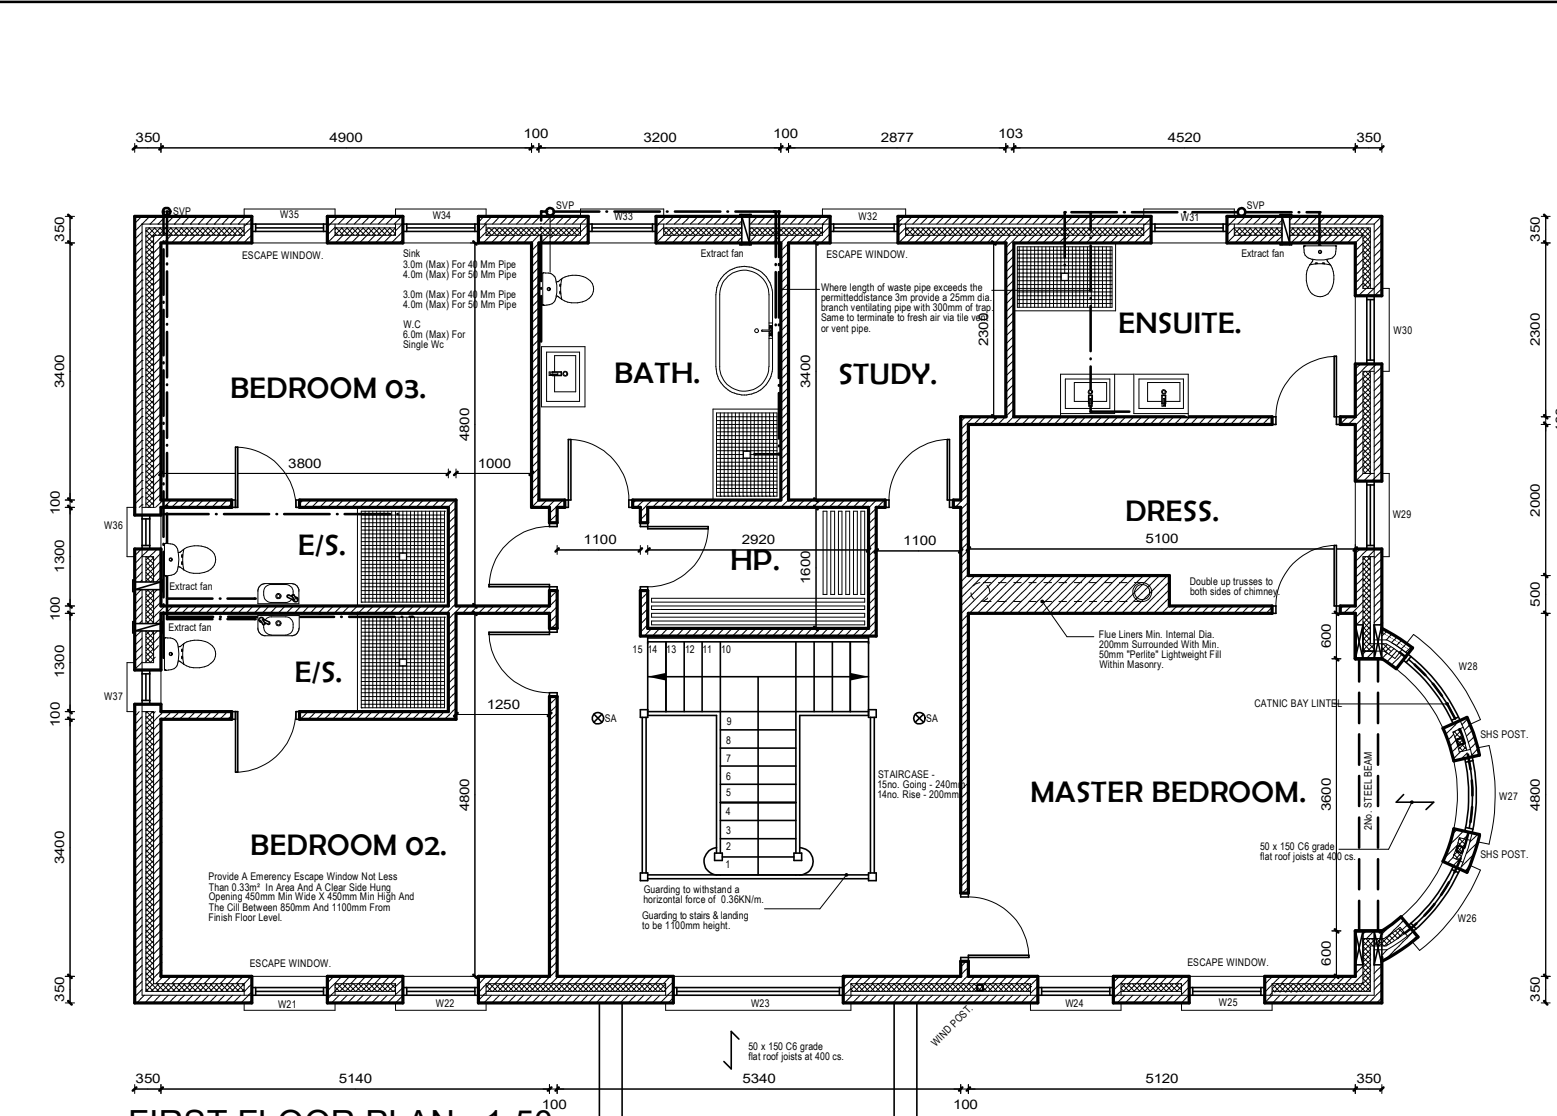 350 4900 100 3200 100 2877 103 4520 350
SVP W35 W34 SVP W33 W32 W31 SVP
350
350
ESCAPE WINDOW.
Sink
3.0m (Max) For 40 Mm Pipe
4.0m (Max) For 50 Mm Pipe
3.0m (Max) For 40 Mm Pipe
4.0m (Max) For 50 Mm Pipe
W.C
6.0m (Max) For
Single Wc
Extract fan
ESCAPE WINDOW.
Extract fan
Where length of waste pipe exceeds the
permitteddistance 3m provide a 25mm dia.
branch ventilating pipe with 300mm of trap.
Same to terminate to fresh air via tile vent
or vent pipe.
2300
ENSUITE.
W30
2300
3400
BEDROOM 03.
BATH.
3400
STUDY.
4800
3800
1000
100
W36
E/S.
1100
2920
HP.
1600
1100
DRESS.
5100
W29
2000
1300
Extract fan
Double up trusses to
both sides of chimney.
500
100
Extract fan
Flue Liners Min. Internal Dia.
200mm Surrounded With Min.
50mm "Perlite" Lightweight Fill
Within Masonry.
600
1300
E/S.
15 14 13 12 11 10
W28
W37
CATNIC BAY LINTEL
100
1250
SA
SA
SHS POST.
9
8
7
6
5
4
3
2
1
STAIRCASE -
15no. Going - 240mm
14no. Rise - 200mm
4800
MASTER BEDROOM.
3600
2No. STEEL BEAM
W27
4800
3400
BEDROOM 02.
50 x 150 C6 grade
flat roof joists at 400 cs.
SHS POST.
Provide A Emerency Escape Window Not Less
Than 0.33m² In Area And A Clear Side Hung
Opening 450mm Min Wide X 450mm Min High And
The Cill Between 850mm And 1100mm From
Finish Floor Level.
Guarding to withstand a
horizontal force of 0.36KN/m.
Guarding to stairs & landing
to be 1100mm height.
W26
600
ESCAPE WINDOW.
ESCAPE WINDOW.
350
350
W21 W22 W23 W24 W25
WIND POST.
50 x 150 C6 grade
flat roof joists at 400 cs.
350 5140 100 5340 100 5120 350
FIRST FLOOR PLAN - 1:50